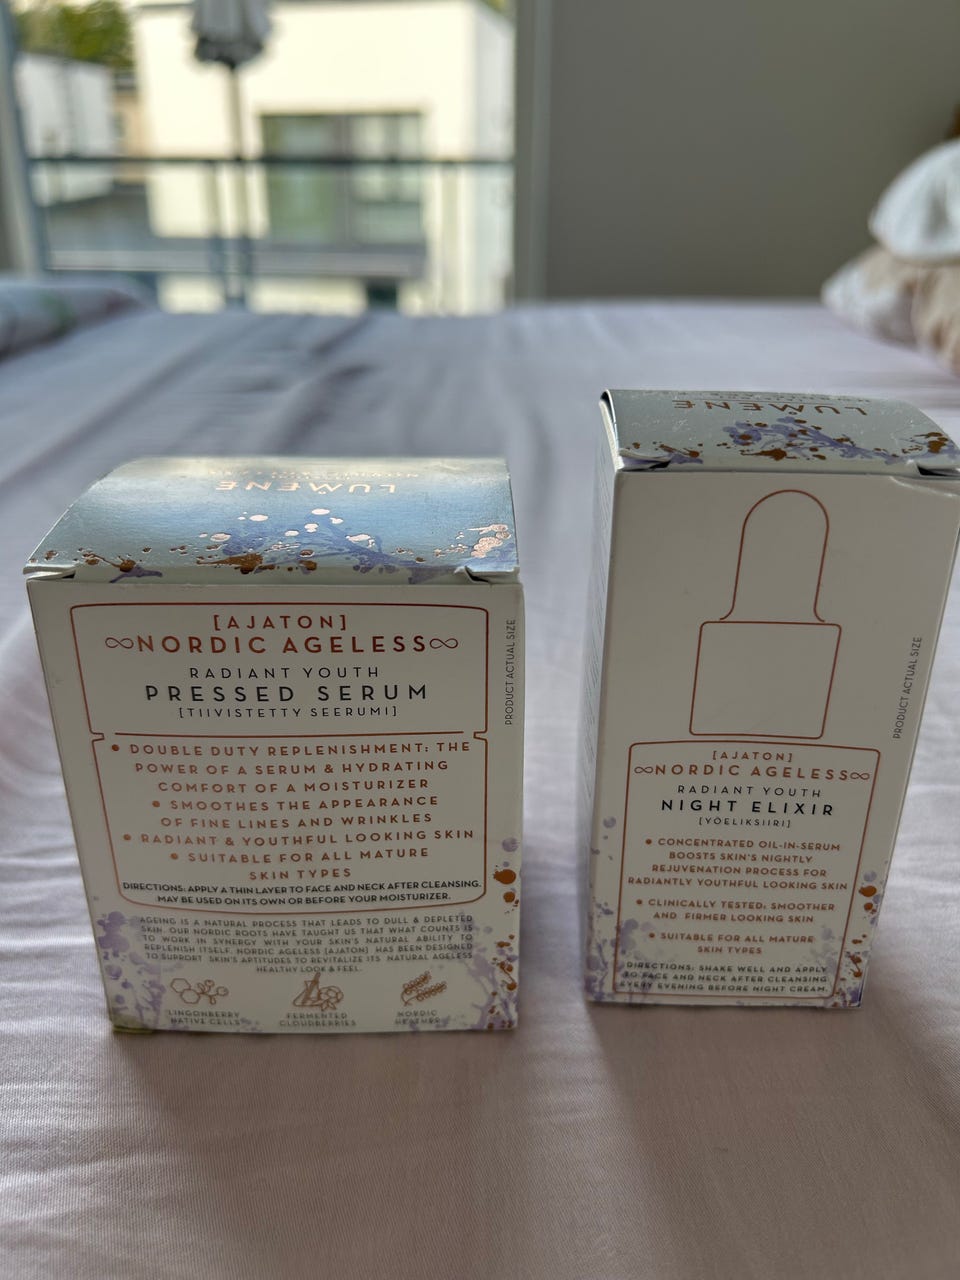 LUMENE
[AJATON]
∞NORDIC AGELESS∞
RADIANT YOUTH
PRESSED SERUM
[TIIVISTETTY SEERUMI]
• DOUBLE DUTY REPLENISHMENT: THE
POWER OF A SERUM & HYDRATING
COMFORT OF A MOISTURIZER
• SMOOTHES THE APPEARANCE
OF FINE LINES AND WRINKLES
• RADIANT & YOUTHFUL LOOKING SKIN
• SUITABLE FOR ALL MATURE
SKIN TYPES
DIRECTIONS: APPLY A THIN LAYER TO FACE AND NECK AFTER CLEANSING.
MAY BE USED ON ITS OWN OR BEFORE YOUR MOISTURIZER.
AGEING IS A NATURAL PROCESS THAT LEADS TO DULL & DEPLETED
SKIN. OUR NORDIC ROOTS HAVE TAUGHT US THAT WHAT COUNTS IS
TO WORK IN SYNERGY WITH YOUR SKIN'S NATURAL ABILITY TO
REPLENISH ITSELF. NORDIC AGELESS [AJATON] HAS BEEN DESIGNED
TO SUPPORT SKIN'S APTITUDES TO REVITALIZE ITS NATURAL AGELESS
HEALTHY LOOK & FEEL.
LINGONBERRY
NATIVE CELLS
FERMENTED
CLOUDBERRIES
NORDIC
HEATHER
PRODUCT ACTUAL SIZE
LUMENE
PRODUCT ACTUAL SIZE
[AJATON]
∞NORDIC AGELESS∞
RADIANT YOUTH
NIGHT ELIXIR
[YÖELIKSIIRI]
• CONCENTRATED OIL-IN-SERUM
BOOSTS SKIN'S NIGHTLY
REJUVENATION PROCESS FOR
RADIANTLY YOUTHFUL LOOKING SKIN
• CLINICALLY TESTED: SMOOTHER
AND FIRMER LOOKING SKIN
• SUITABLE FOR ALL MATURE
SKIN TYPES
DIRECTIONS: SHAKE WELL AND APPLY
TO FACE AND NECK AFTER CLEANSING
EVERY EVENING BEFORE NIGHT CREAM.